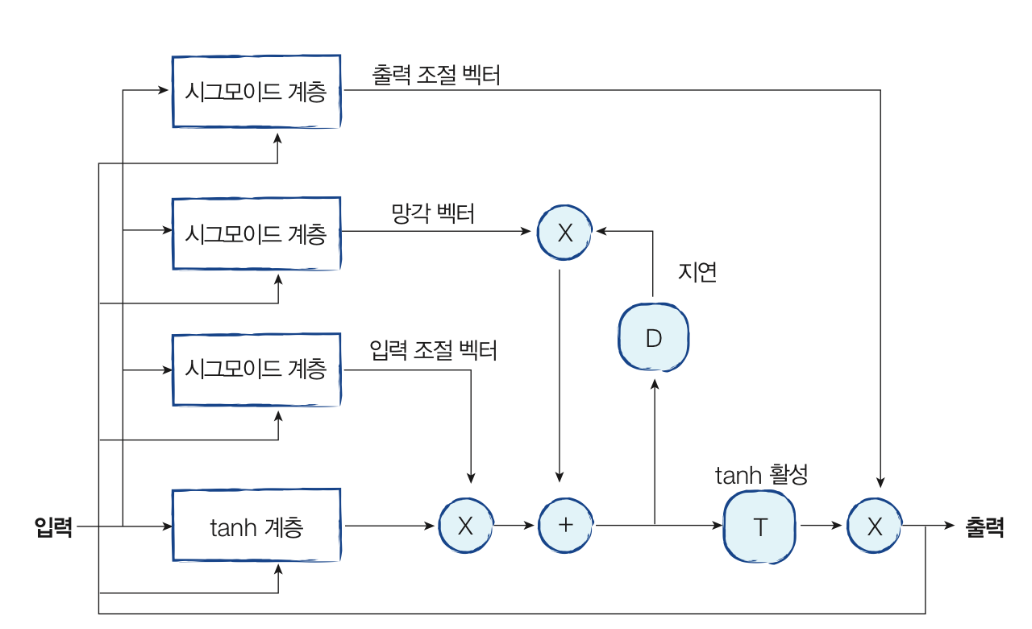 시그모이드 계층
출력 조절 벡터
시그모이드 계층
망각 벡터
X
지연
D
시그모이드 계층
입력 조절 벡터
tanh 활성
입력
tanh 계층
X
+
T
X
출력